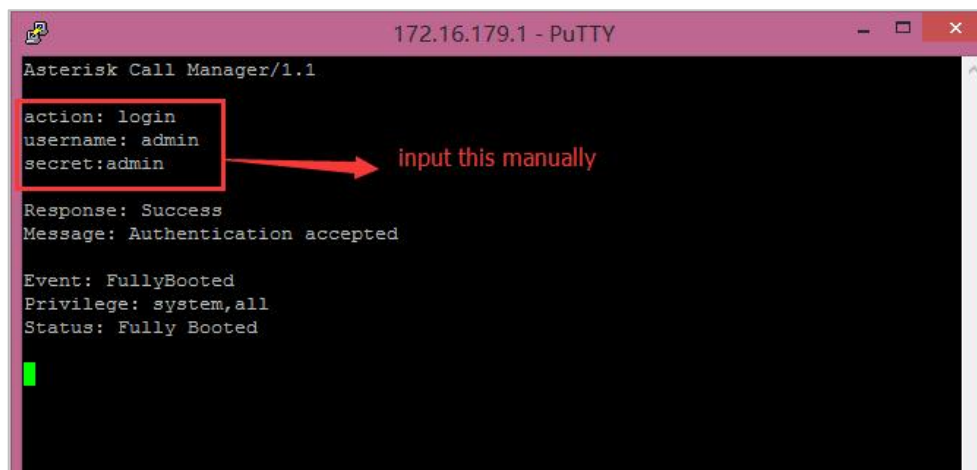 172.16.179.1 - PuTTY
Asterisk Call Manager/1.1
action: login
username: admin
secret:admin
input this manually
Response: Success
Message: Authentication accepted
Event: FullyBooted
Privilege: system,all
Status: Fully Booted